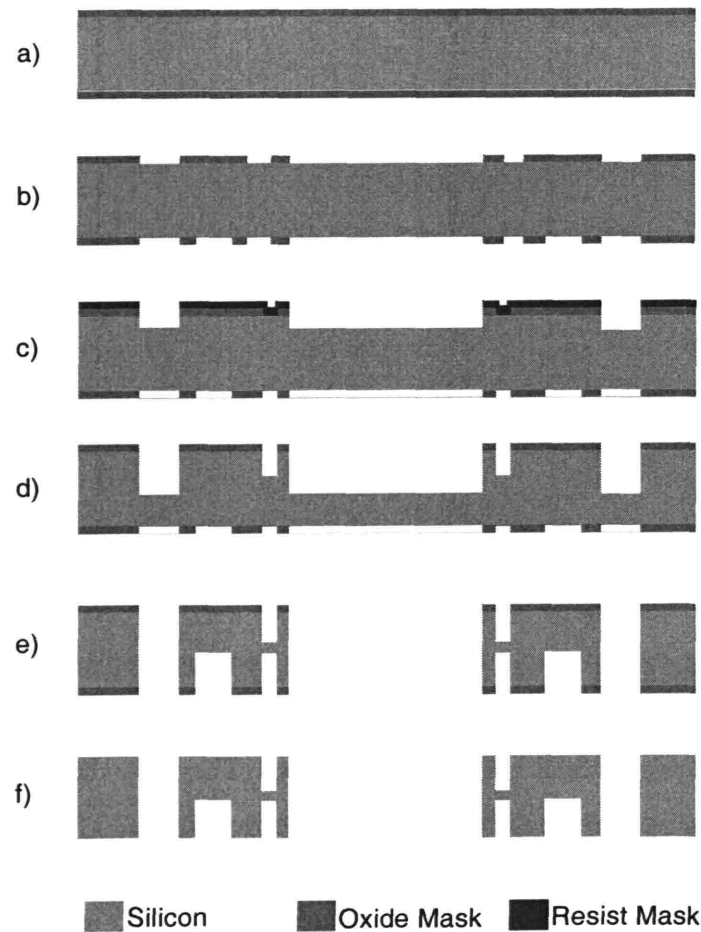 a)
b)
c)
d)
e)
f)
Silicon
Oxide Mask
Resist Mask